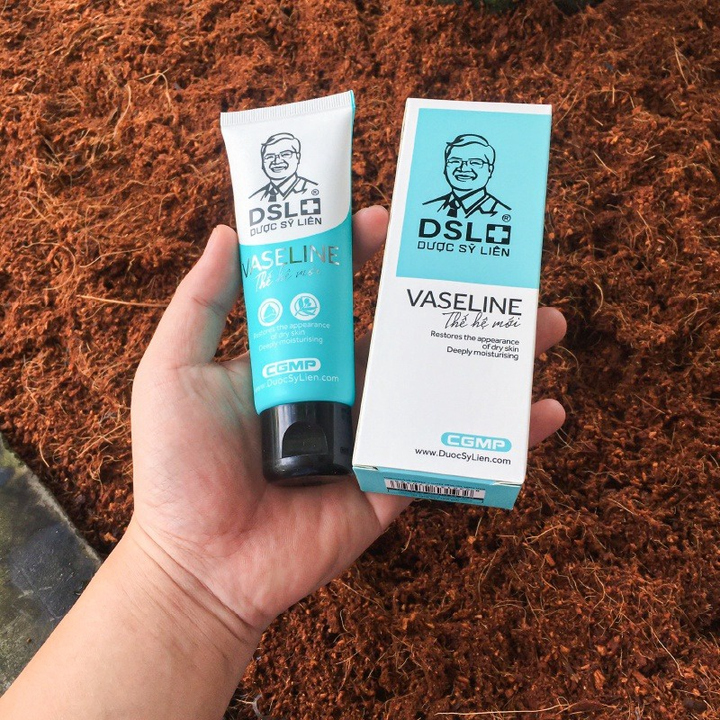 DSL
®
DƯỢC SỸ LIÊN
VASELINE
Thế hệ mới
Restores the appearance
of dry skin
Deeply moisturising
CGMP
www.DuocSyLien.com
DSL
®
DƯỢC SỸ LIÊN
VASELINE
Thế hệ mới
Restores the appearance
of dry skin
Deeply moisturising
CGMP
www.DuocSyLien.com